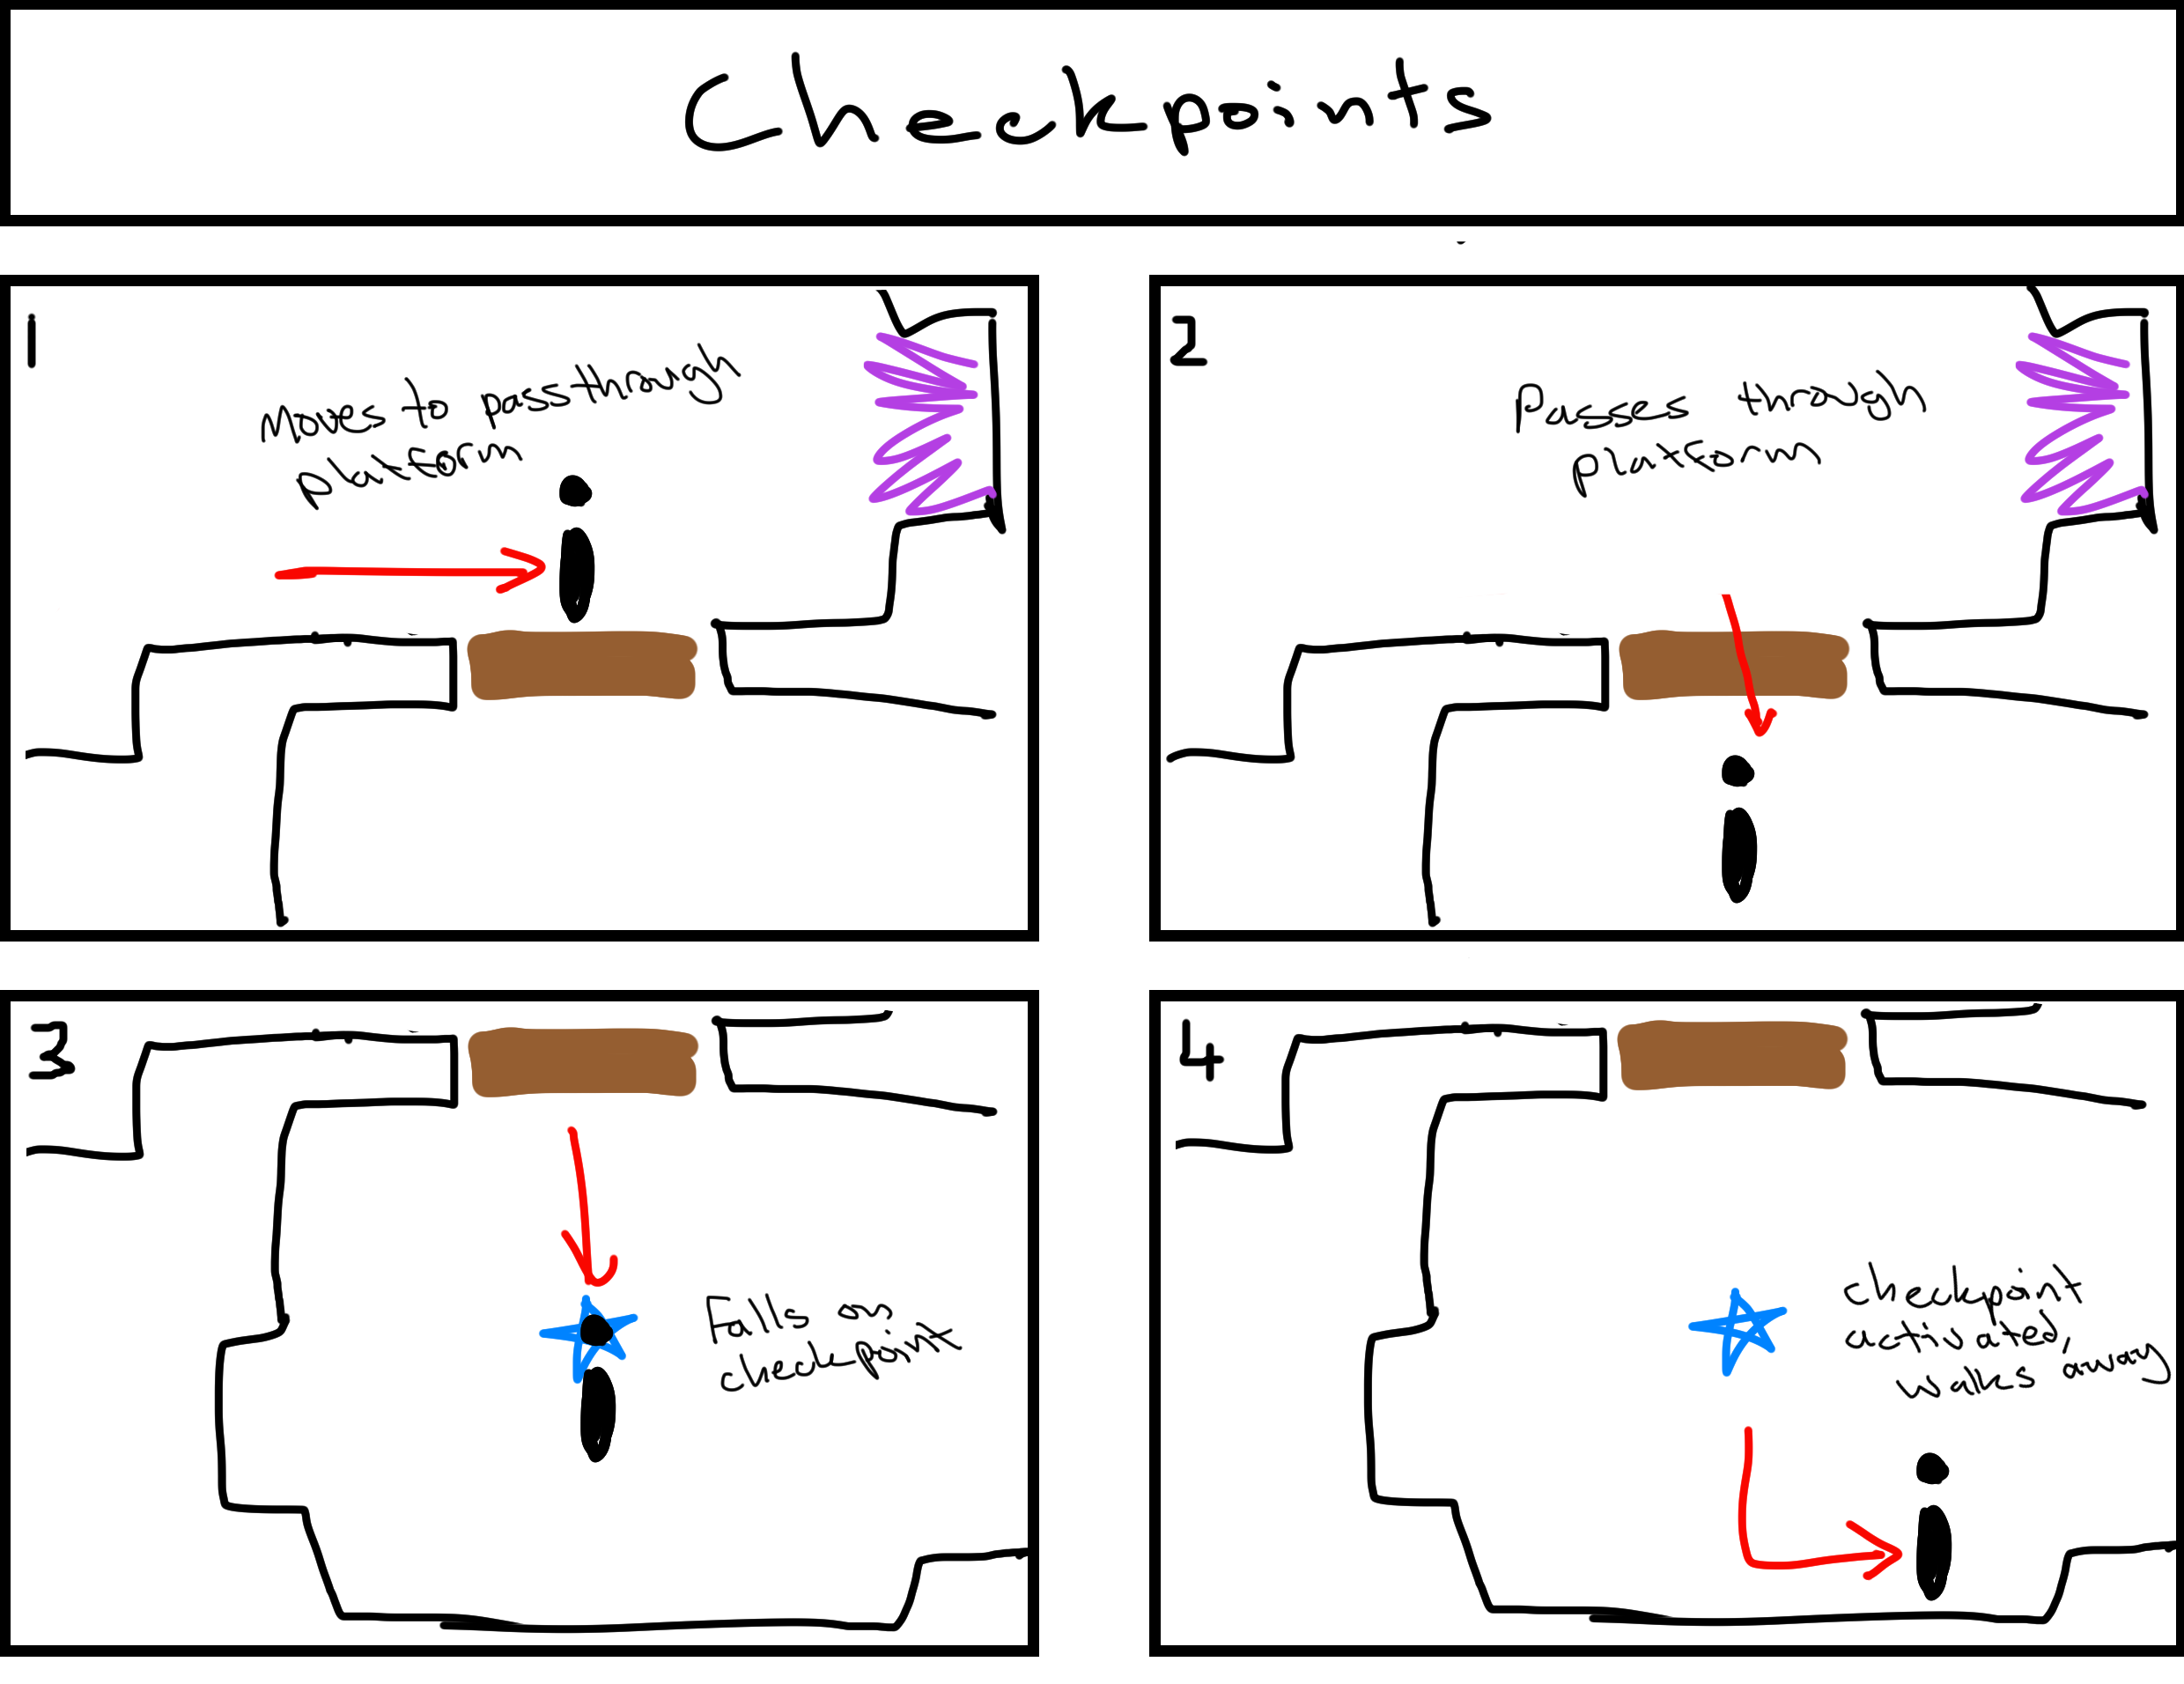 Checkpoints
1
Moves to passthrough
platform
2
Passes through
platform
3
Falls on
checkpoint
4
checkpoint
activated,
walks away